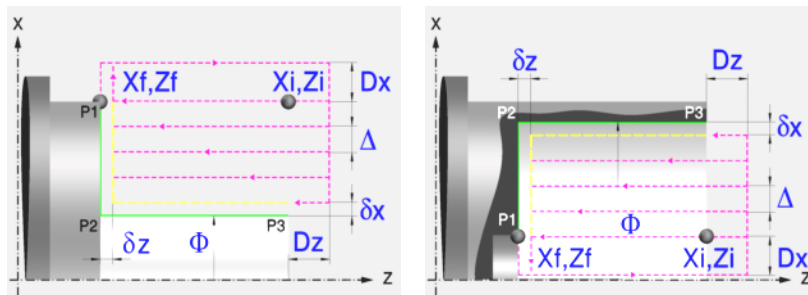 X
Xf,Zf
Xi,Zi
Dx
P1
Δ
δx
P2
P3
δz
Φ
Dz
Z
X
δz
Dz
P2
P3
δx
Δ
P1
Φ
Xf,Zf
Xi,Zi
Dx
Z